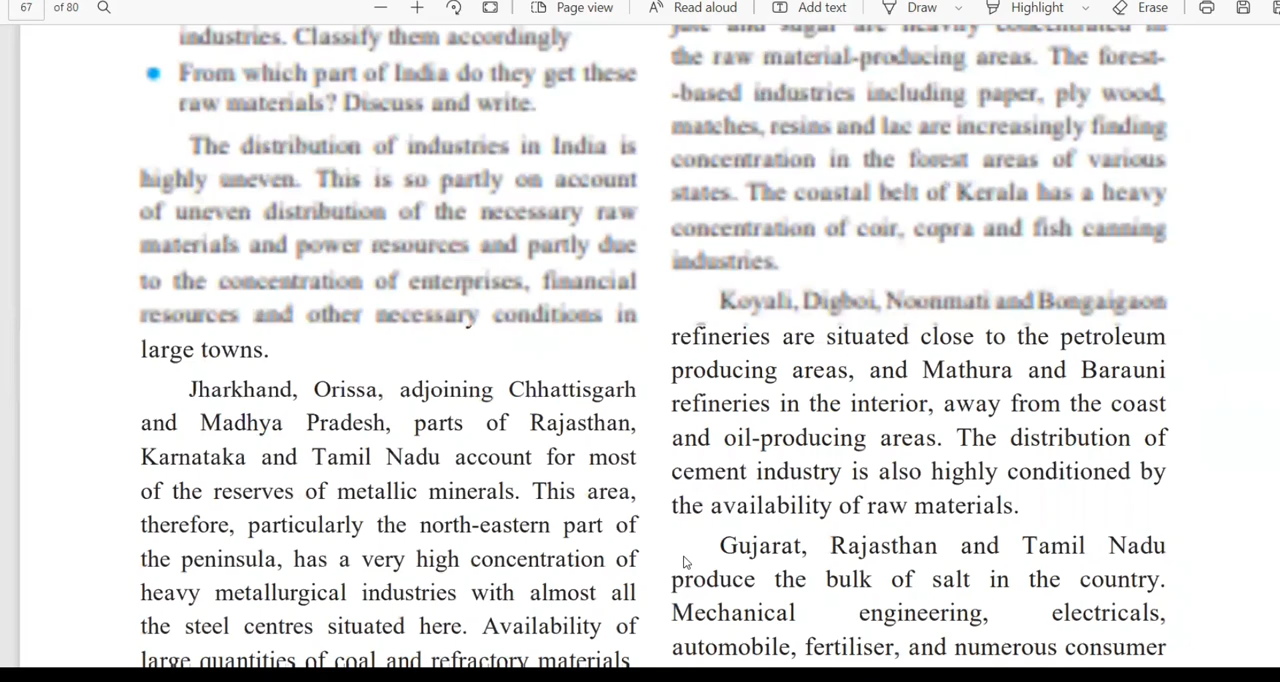 67 of 80
Page view
Read aloud
Add text
Draw
Highlight
Erase
industries. Classify them accordingly
From which part of India do they get these
raw materials? Discuss and write.
The distribution of industries in India is
highly uneven. This is so partly on account
of uneven distribution of the necessary raw
materials and power resources and partly due
to the concentration of enterprises, financial
resources and other necessary conditions in
large towns.
Jharkhand, Orissa, adjoining Chhattisgarh
and Madhya Pradesh, parts of Rajasthan,
Karnataka and Tamil Nadu account for most
of the reserves of metallic minerals. This area,
therefore, particularly the north-eastern part of
the peninsula, has a very high concentration of
heavy metallurgical industries with almost all
the steel centres situated here. Availability of
large quantities of coal and refractory materials
jute and sugar are heavily concentrated in
the raw material-producing areas. The forest-
-based industries including paper, ply wood,
matches, resins and lac are increasingly finding
concentration in the forest areas of various
states. The coastal belt of Kerala has a heavy
concentration of coir, copra and fish canning
industries.
Koyali, Digboi, Noonmati and Bongaigaon
refineries are situated close to the petroleum
producing areas, and Mathura and Barauni
refineries in the interior, away from the coast
and oil-producing areas. The distribution of
cement industry is also highly conditioned by
the availability of raw materials.
Gujarat, Rajasthan and Tamil Nadu
produce the bulk of salt in the country.
Mechanical engineering, electricals,
automobile, fertiliser, and numerous consumer